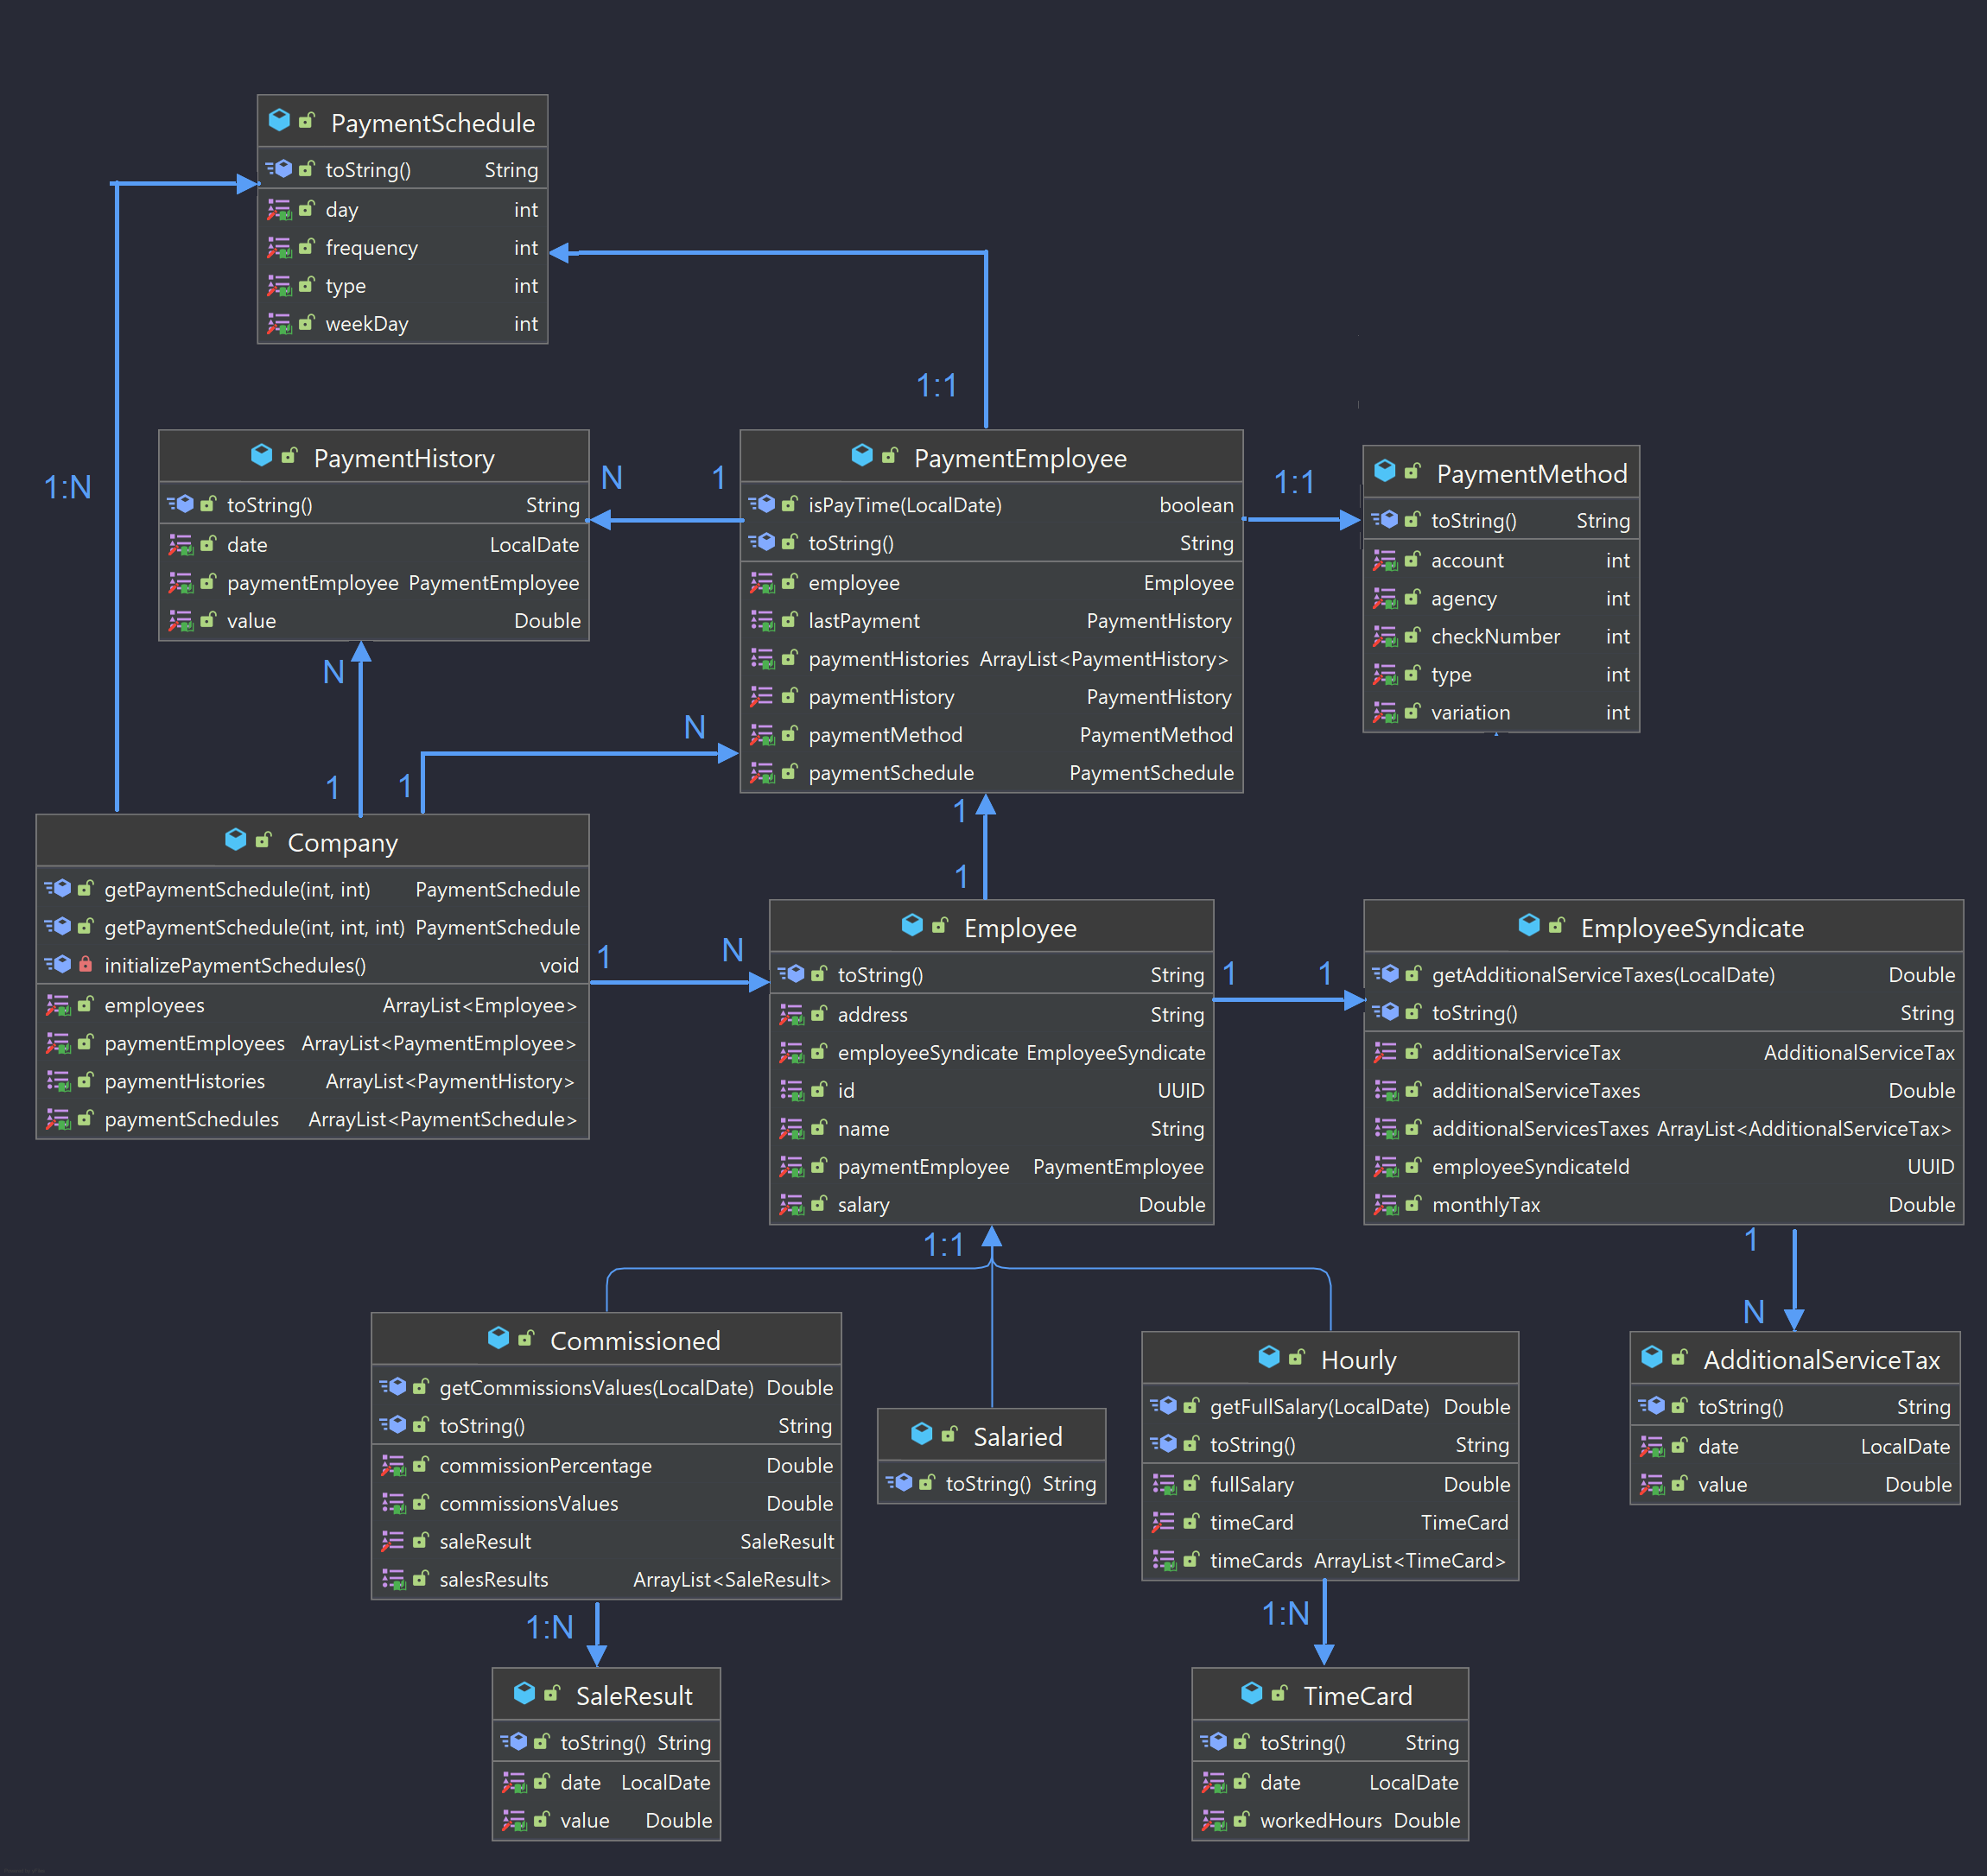 PaymentSchedule
toString() String
day int
frequency int
type int
weekDay int
1:1
1:N
PaymentHistory
toString() String
date LocalDate
paymentEmployee PaymentEmployee
value Double
N 1
PaymentEmployee
isPayTime(LocalDate) boolean
toString() String
employee Employee
lastPayment PaymentHistory
paymentHistories ArrayList<PaymentHistory>
paymentHistory PaymentHistory
paymentMethod PaymentMethod
paymentSchedule PaymentSchedule
1:1
PaymentMethod
toString() String
account int
agency int
checkNumber int
type int
variation int
N
N
1
1
1
1
Company
getPaymentSchedule(int, int) PaymentSchedule
getPaymentSchedule(int, int, int) PaymentSchedule
initializePaymentSchedules() void
employees ArrayList<Employee>
paymentEmployees ArrayList<PaymentEmployee>
paymentHistories ArrayList<PaymentHistory>
paymentSchedules ArrayList<PaymentSchedule>
1 N
Employee
toString() String
address String
employeeSyndicate EmployeeSyndicate
id UUID
name String
paymentEmployee PaymentEmployee
salary Double
1 1
EmployeeSyndicate
getAdditionalServiceTaxes(LocalDate) Double
toString() String
additionalServiceTax AdditionalServiceTax
additionalServiceTaxes Double
additionalServicesTaxes ArrayList<AdditionalServiceTax>
employeeSyndicateId UUID
monthlyTax Double
1:1
1
N
Commissioned
getCommissionsValues(LocalDate) Double
toString() String
commissionPercentage Double
commissionsValues Double
saleResult SaleResult
salesResults ArrayList<SaleResult>
Salaried
toString() String
Hourly
getFullSalary(LocalDate) Double
toString() String
fullSalary Double
timeCard TimeCard
timeCards ArrayList<TimeCard>
AdditionalServiceTax
toString() String
date LocalDate
value Double
1:N
1:N
SaleResult
toString() String
date LocalDate
value Double
TimeCard
toString() String
date LocalDate
workedHours Double